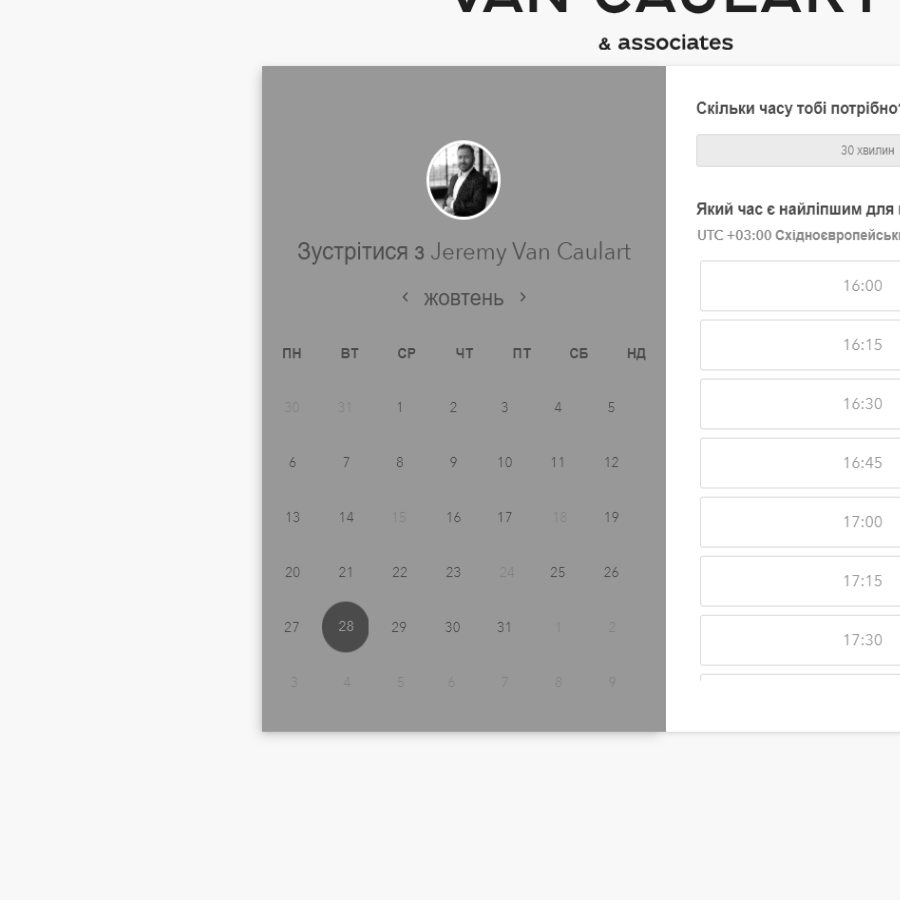 VAN CAULART
& associates
Зустрітися з Jeremy Van Caulart
‹ жовтень ›
ПН ВТ СР ЧТ ПТ СБ НД
30 31 1 2 3 4 5
6 7 8 9 10 11 12
13 14 15 16 17 18 19
20 21 22 23 24 25 26
27 28 29 30 31 1 2
3 4 5 6 7 8 9
Скільки часу тобі потрібно?
30 хвилин
Який час є найліпшим для
UTC +03:00
16:00
16:15
16:30
16:45
17:00
17:15
17:30